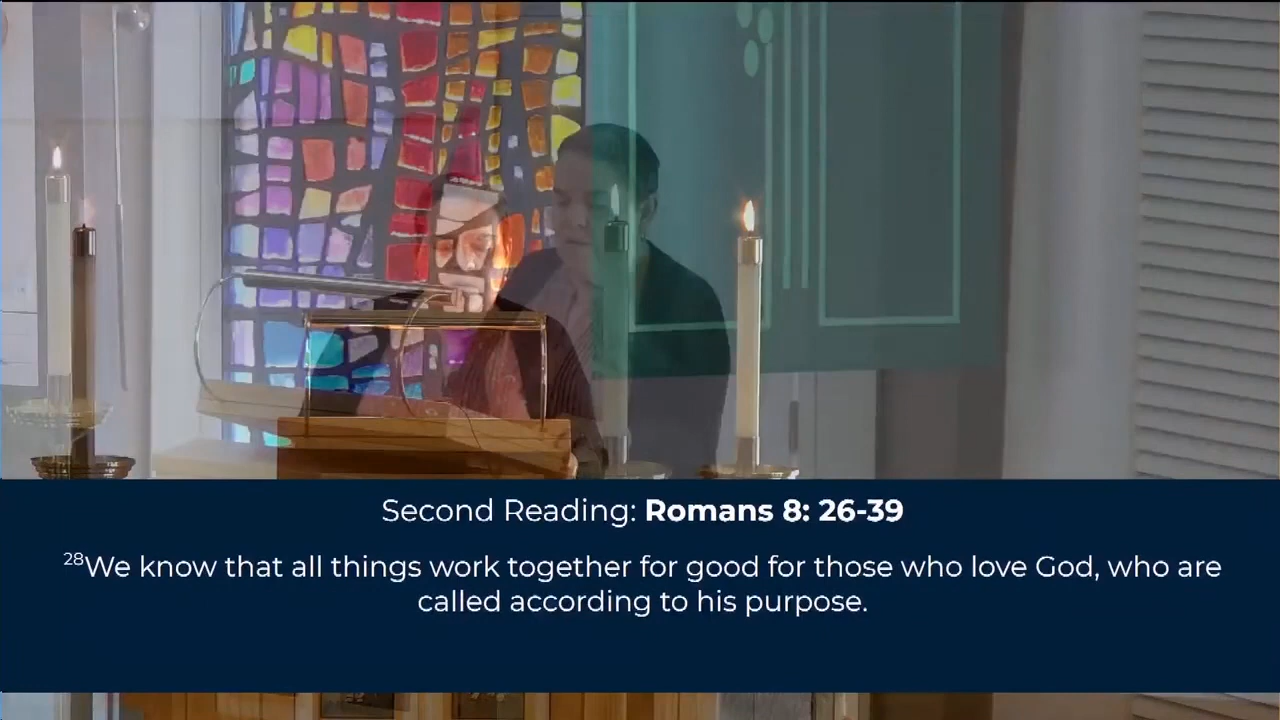 Second Reading: Romans 8: 26-39
28We know that all things work together for good for those who love God, who are
called according to his purpose.